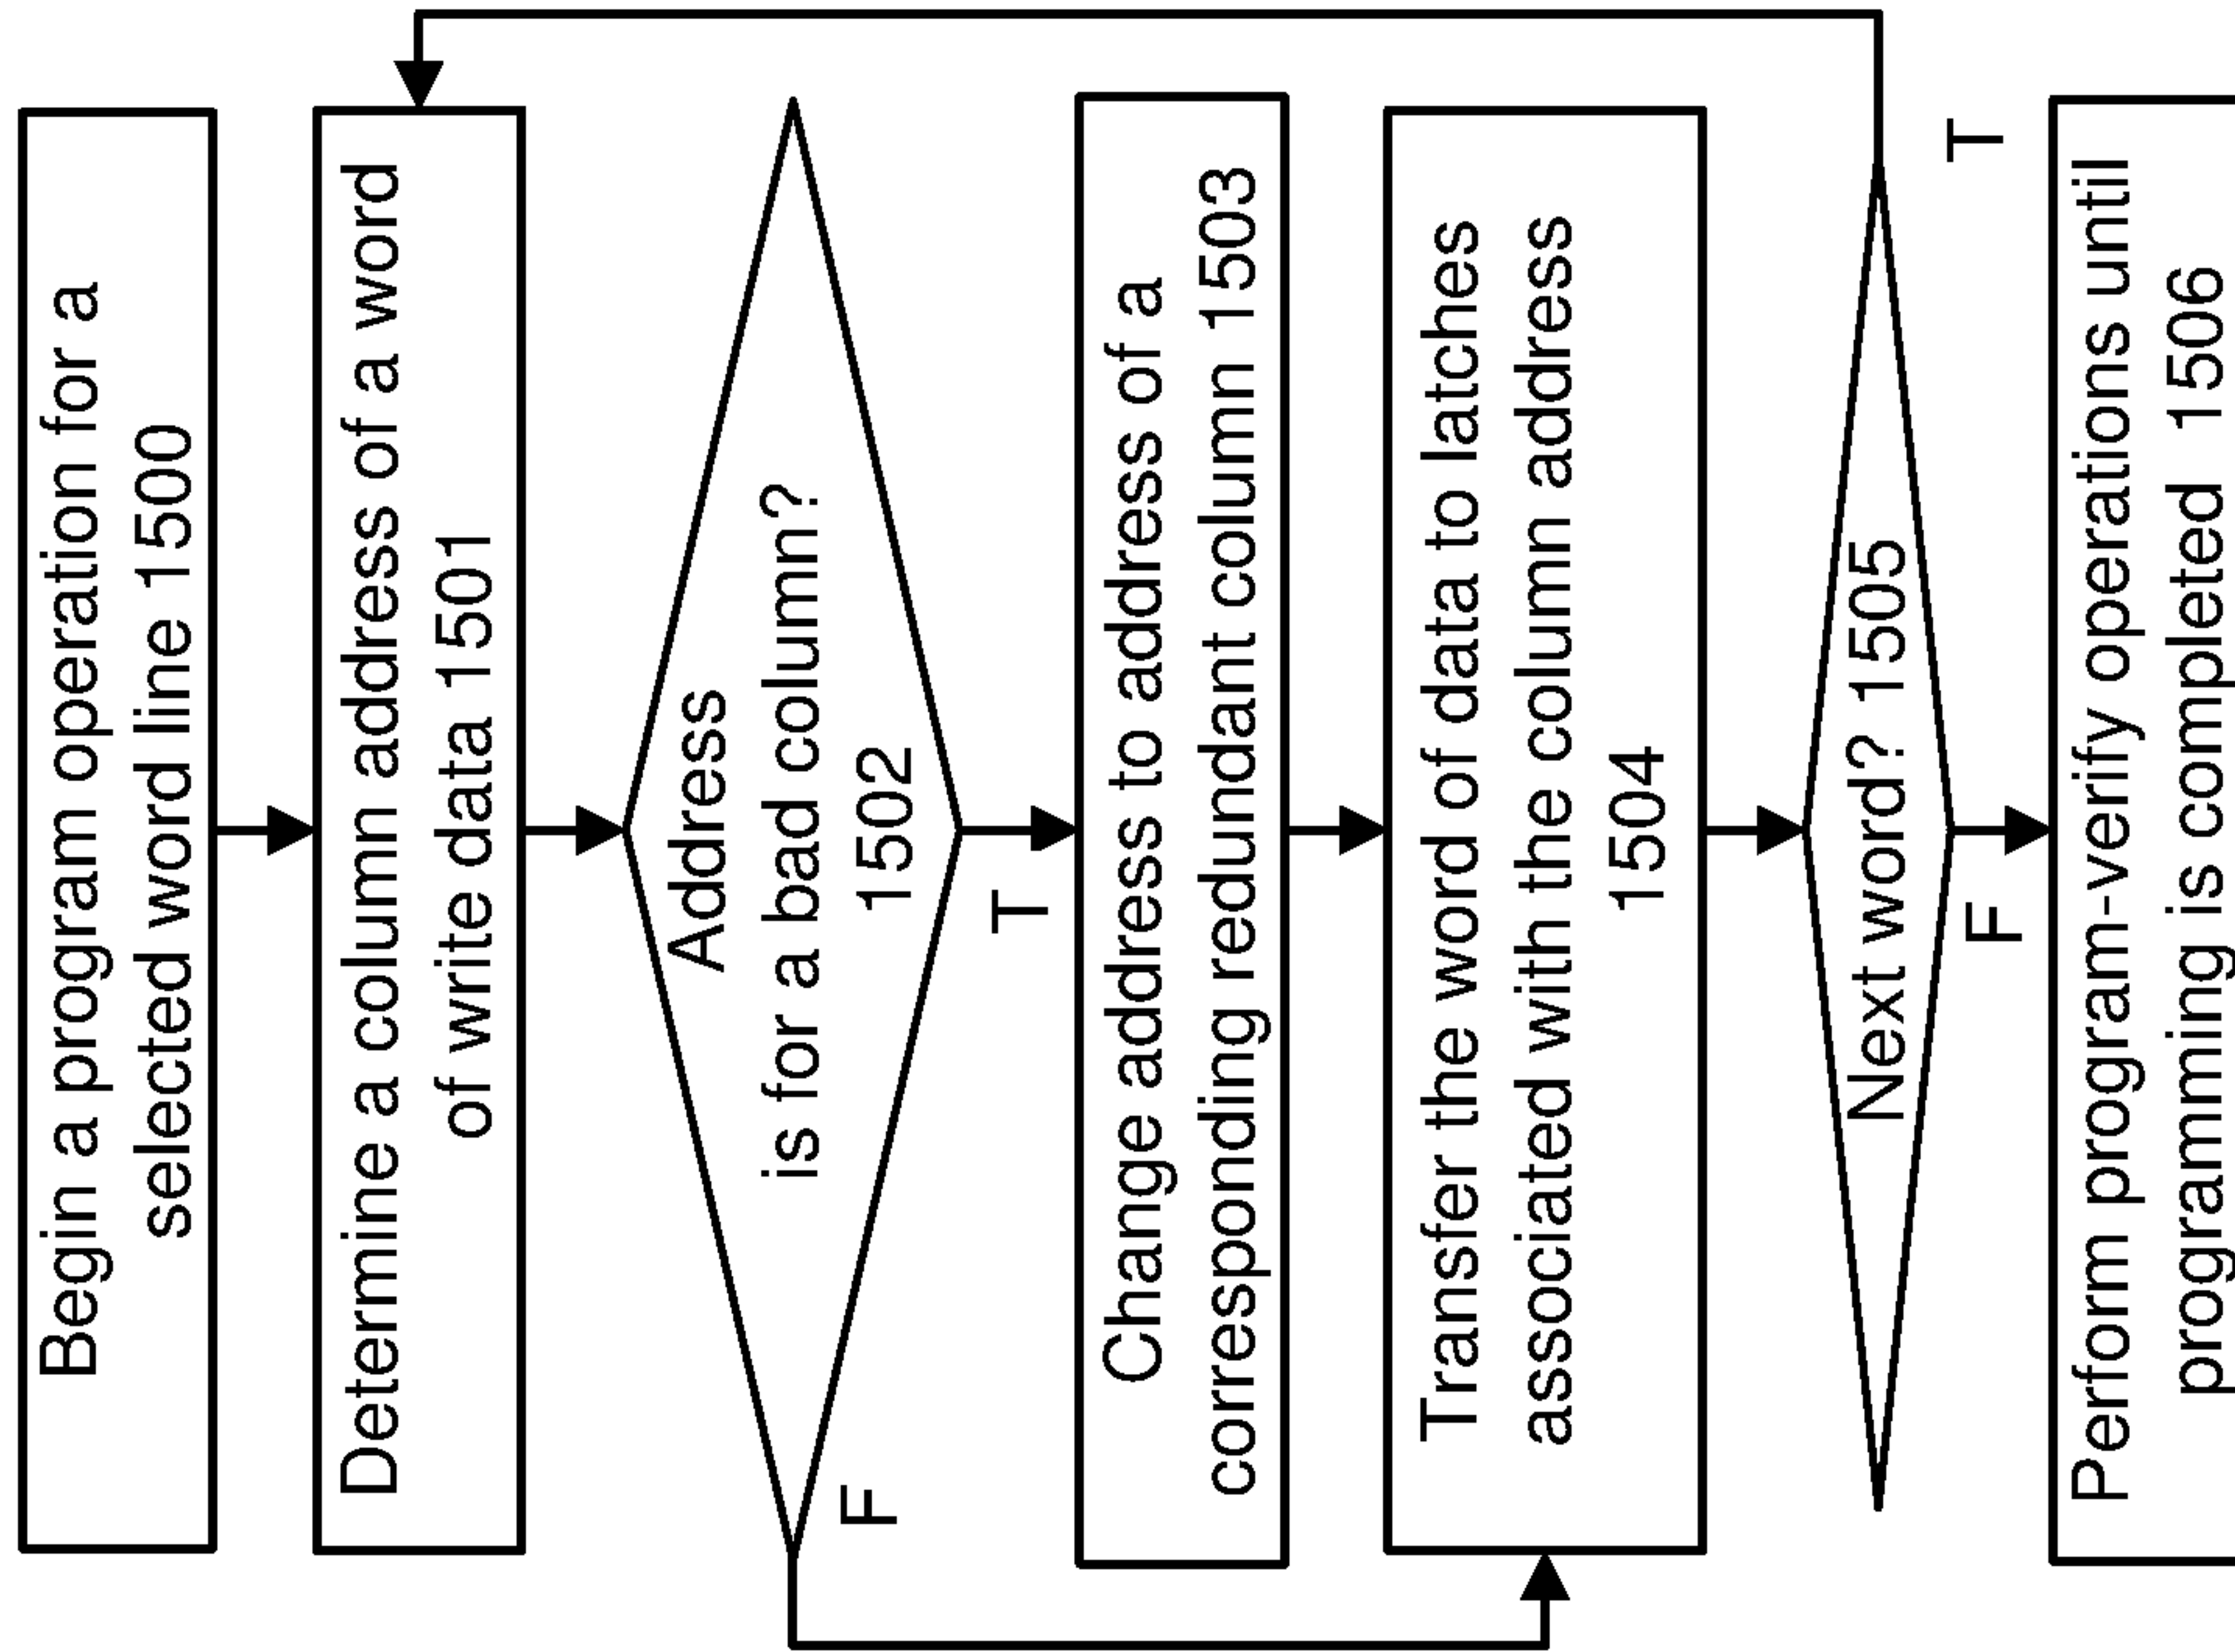 Begin a program operation for a
selected word line 1500
Determine a column address of a word
of write data 1501
Address
is for a bad column?
1502
F
T
Change address to address of a
corresponding redundant column 1503
Transfer the word of data to latches
associated with the column address
1504
Next word? 1505
T
F
Perform program-verify operations until
programming is completed 1506